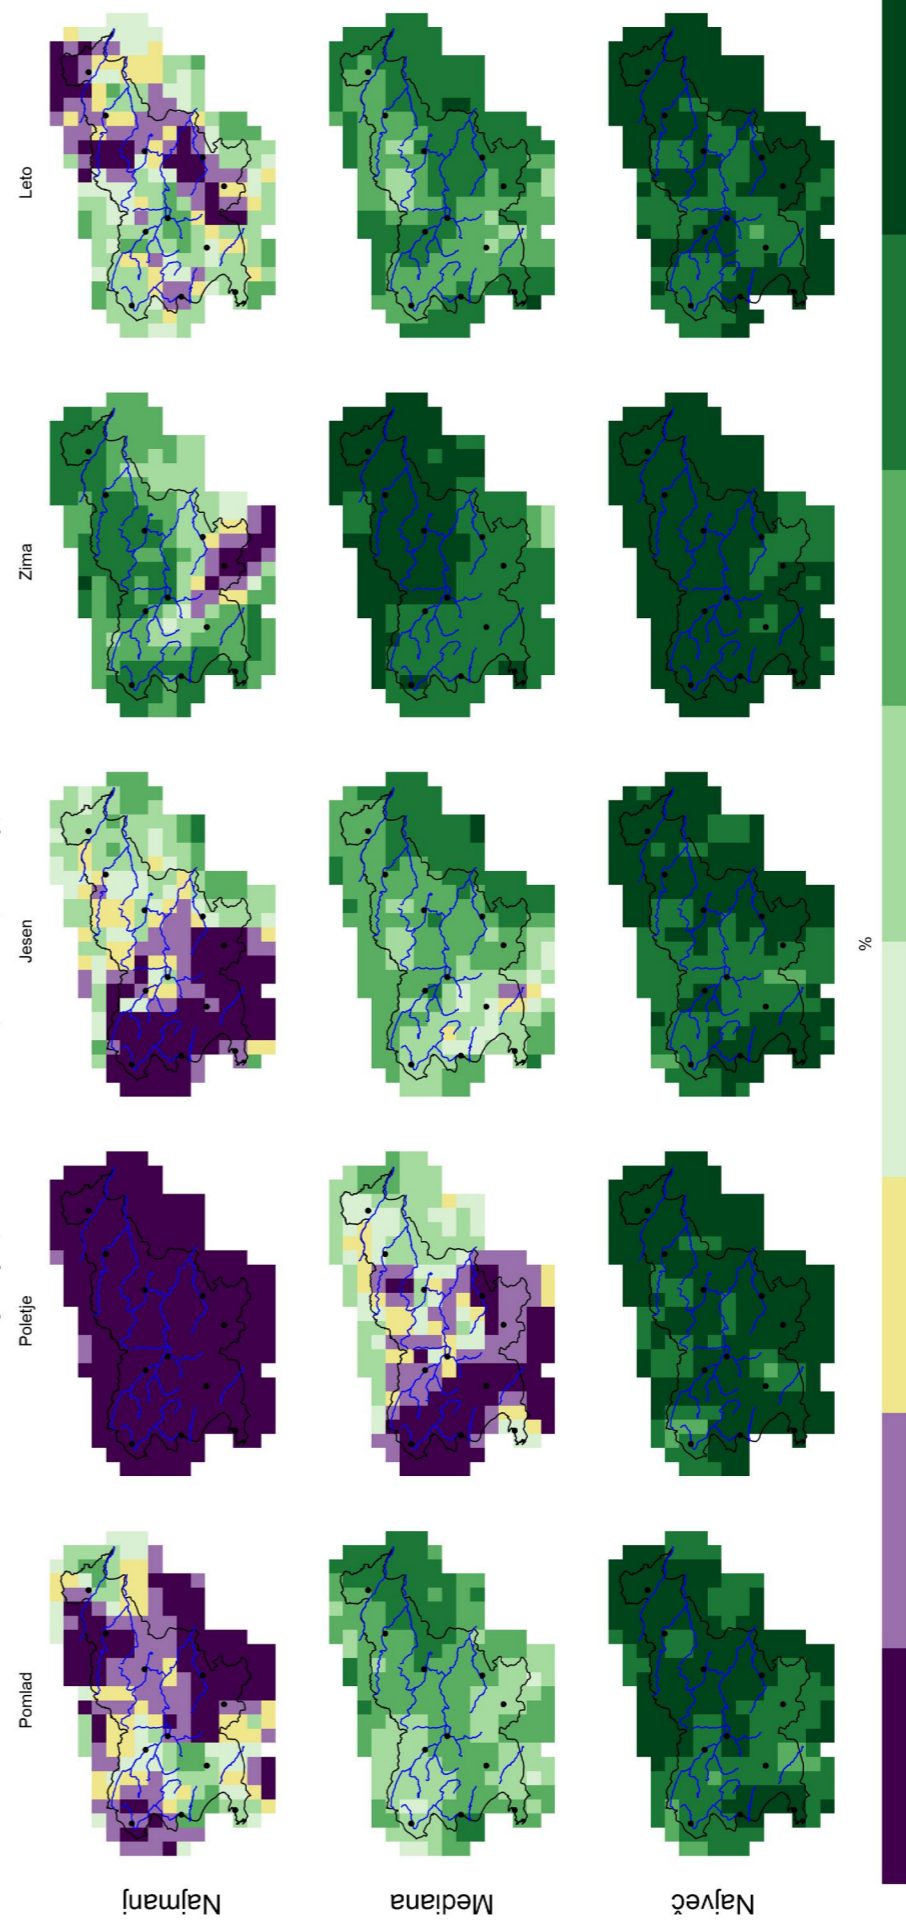 Leto
Zima
Jesen
Poletje
Pomlad
Najmanj
Mediana
Največ
%